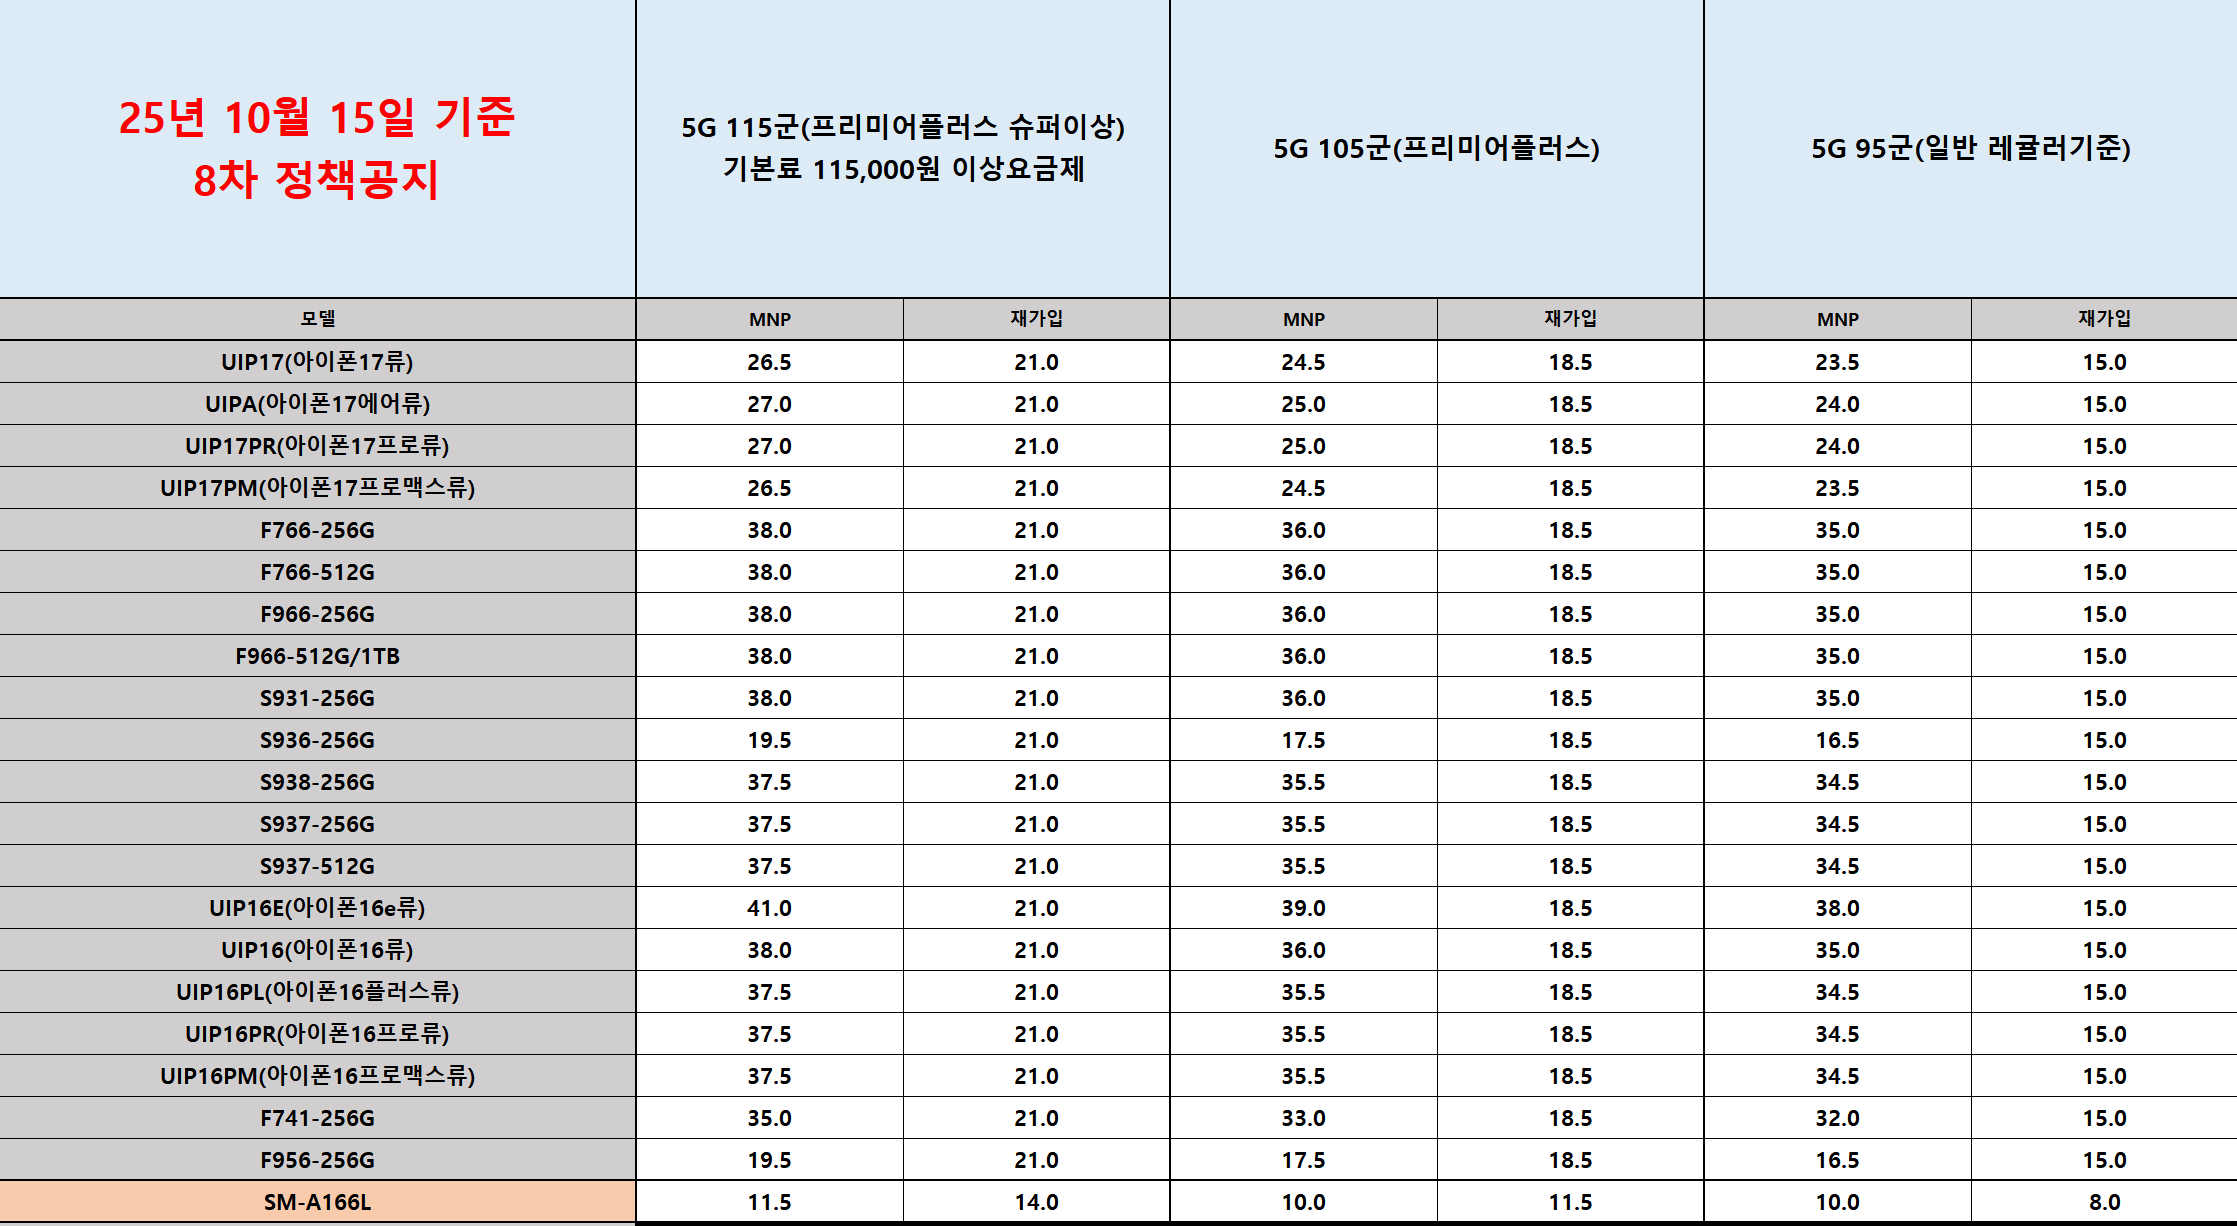 25년 10월 15일 기준
8차 정책공지
5G 115군(프리미어플러스 슈퍼이상)
기본료 115,000원 이상요금제
5G 105군(프리미어플러스)
5G 95군(일반 레귤러기준)
모델 MNP 재가입 MNP 재가입 MNP 재가입
UIP17(아이폰17류) 26.5 21.0 24.5 18.5 23.5 15.0
UIPA(아이폰17에어류) 27.0 21.0 25.0 18.5 24.0 15.0
UIP17PR(아이폰17프로류) 27.0 21.0 25.0 18.5 24.0 15.0
UIP17PM(아이폰17프로맥스류) 26.5 21.0 24.5 18.5 23.5 15.0
F766-256G 38.0 21.0 36.0 18.5 35.0 15.0
F766-512G 38.0 21.0 36.0 18.5 35.0 15.0
F966-256G 38.0 21.0 36.0 18.5 35.0 15.0
F966-512G/1TB 38.0 21.0 36.0 18.5 35.0 15.0
S931-256G 38.0 21.0 36.0 18.5 35.0 15.0
S936-256G 19.5 21.0 17.5 18.5 16.5 15.0
S938-256G 37.5 21.0 35.5 18.5 34.5 15.0
S937-256G 37.5 21.0 35.5 18.5 34.5 15.0
S937-512G 37.5 21.0 35.5 18.5 34.5 15.0
UIP16E(아이폰16e류) 41.0 21.0 39.0 18.5 38.0 15.0
UIP16(아이폰16류) 38.0 21.0 36.0 18.5 35.0 15.0
UIP16PL(아이폰16플러스류) 37.5 21.0 35.5 18.5 34.5 15.0
UIP16PR(아이폰16프로류) 37.5 21.0 35.5 18.5 34.5 15.0
UIP16PM(아이폰16프로맥스류) 37.5 21.0 35.5 18.5 34.5 15.0
F741-256G 35.0 21.0 33.0 18.5 32.0 15.0
F956-256G 19.5 21.0 17.5 18.5 16.5 15.0
SM-A166L 11.5 14.0 10.0 11.5 10.0 8.0